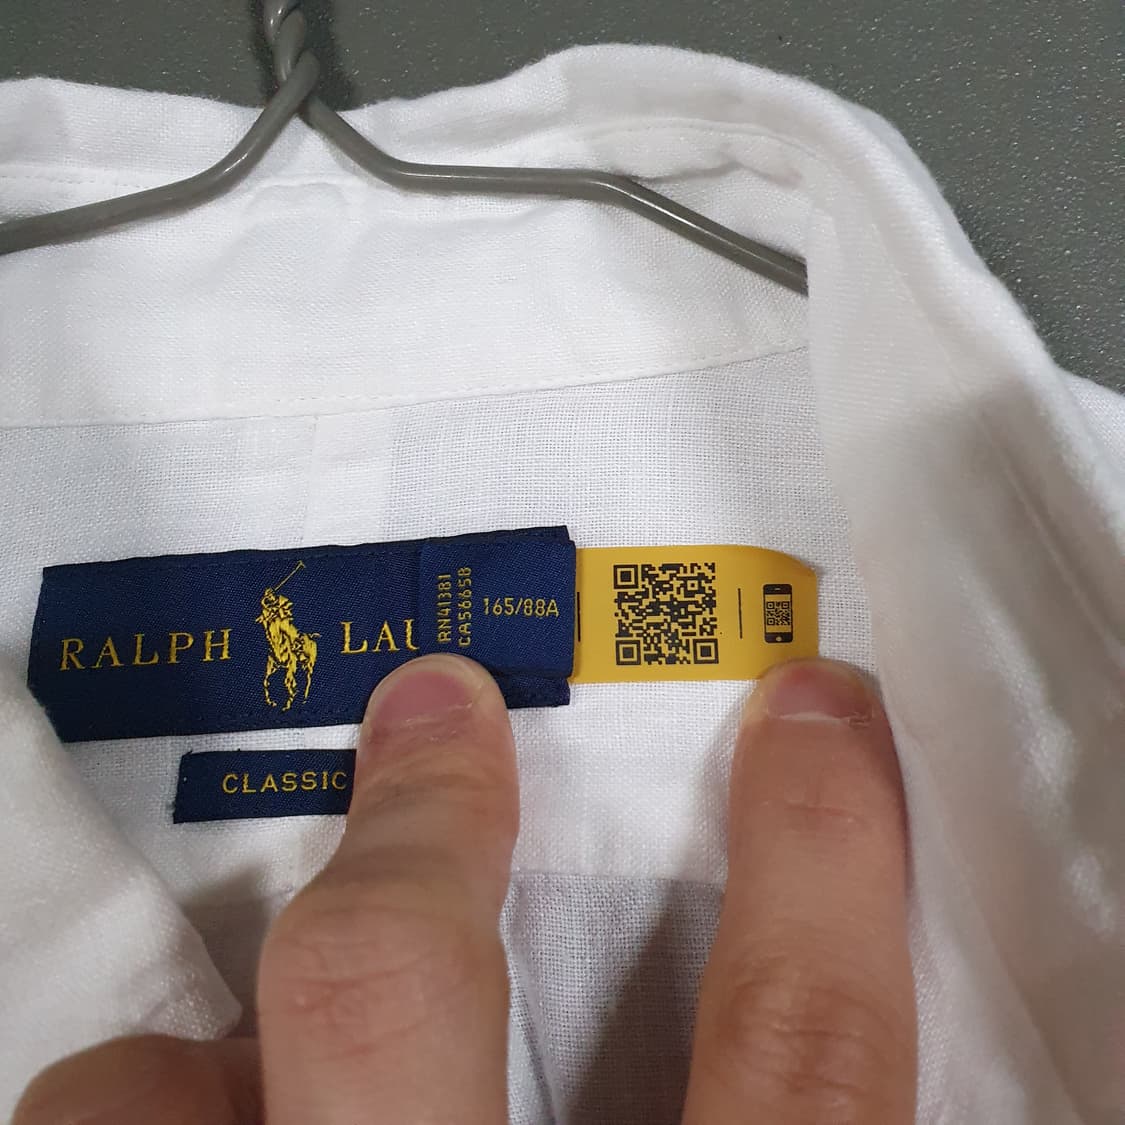 RALPH LAU
RN41381
CA56658
165/88A
CLASSIC